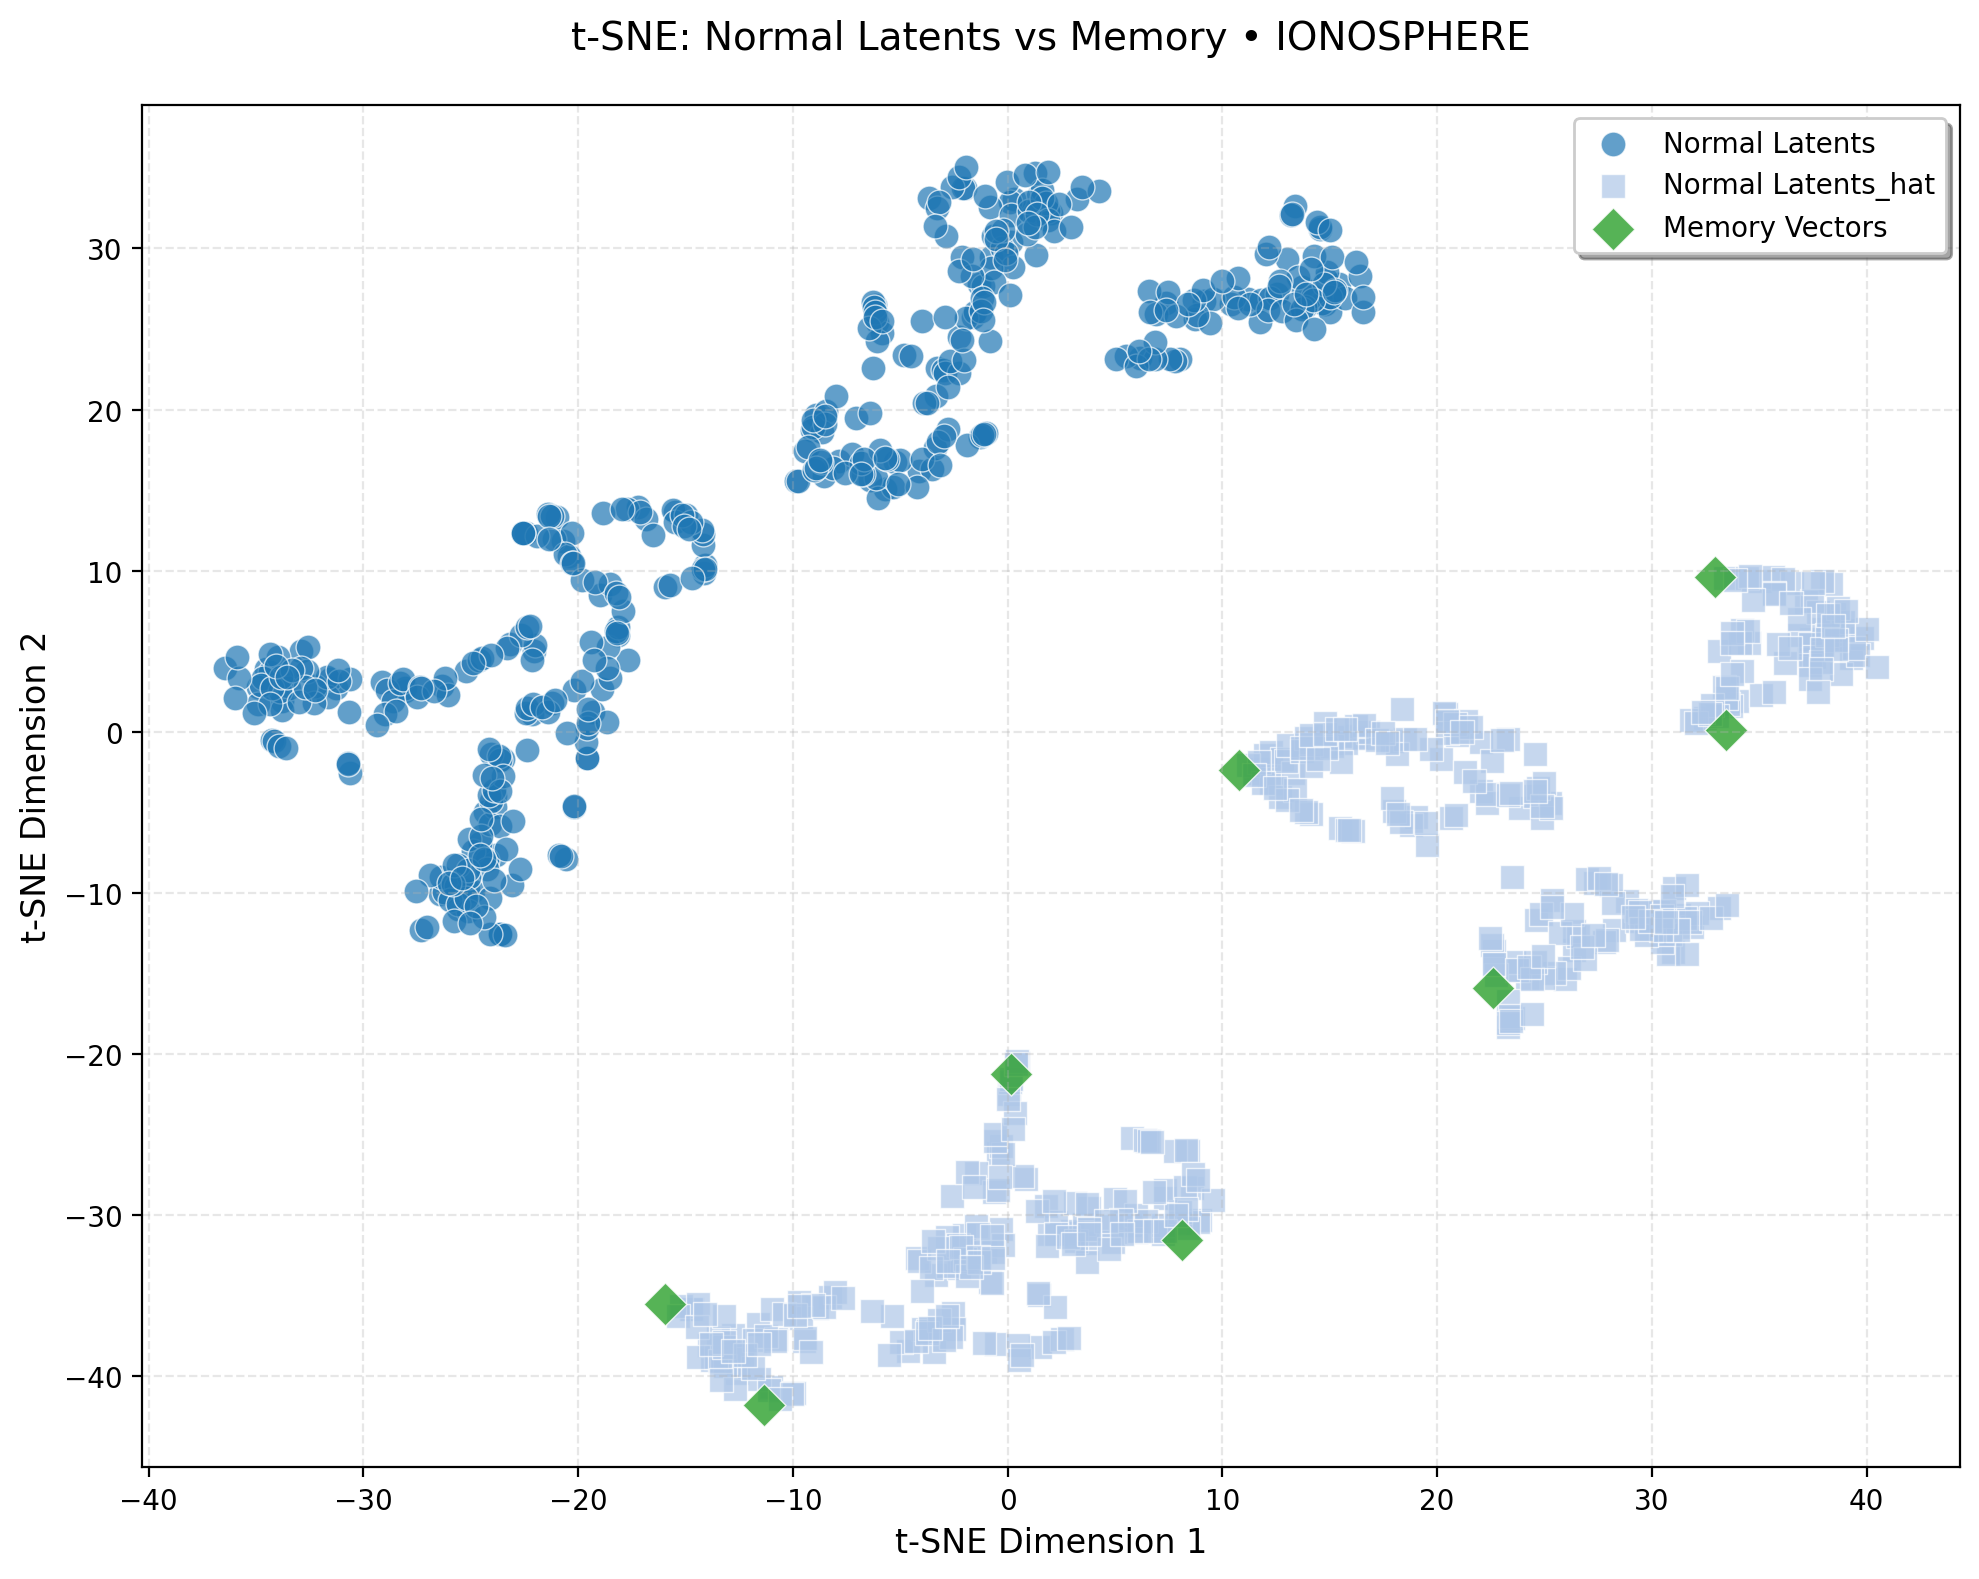 t-SNE: Normal Latents vs Memory • IONOSPHERE
Normal Latents
Normal Latents_hat
Memory Vectors
t-SNE Dimension 2
30
20
10
0
−10
−20
−30
−40
−40 −30 −20 −10 0 10 20 30 40
t-SNE Dimension 1